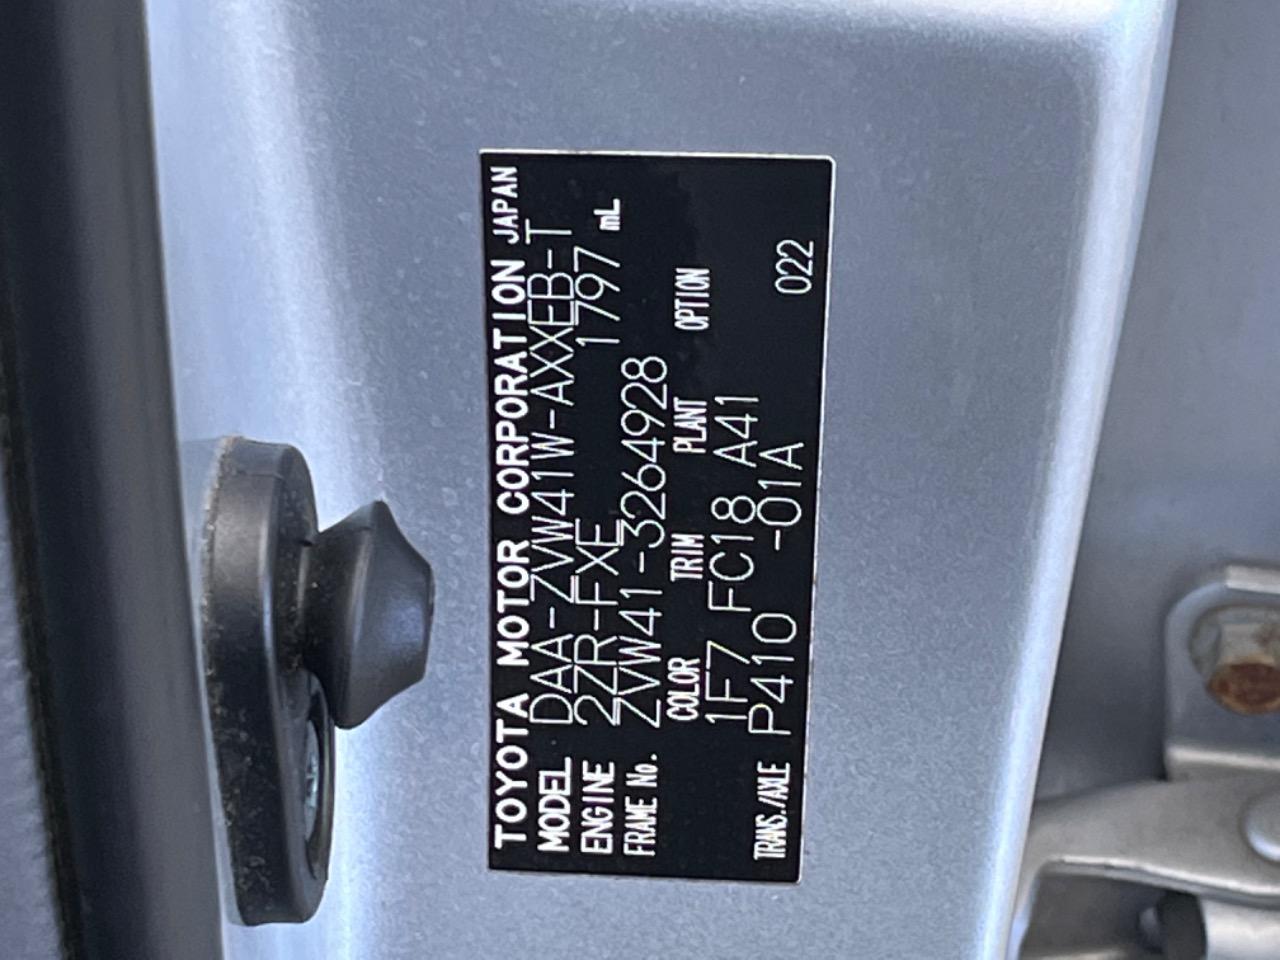 TOYOTA MOTOR CORPORATION JAPAN
MODEL DAA-ZVW41W-AXXEB-T
ENGINE 2ZR-FXE 1797 mL
FRAME No. ZVW41-3264928
COLOR TRIM PLANT OPTION
1F7 FC18 A41
TRANS./AXLE P410 -01A 022